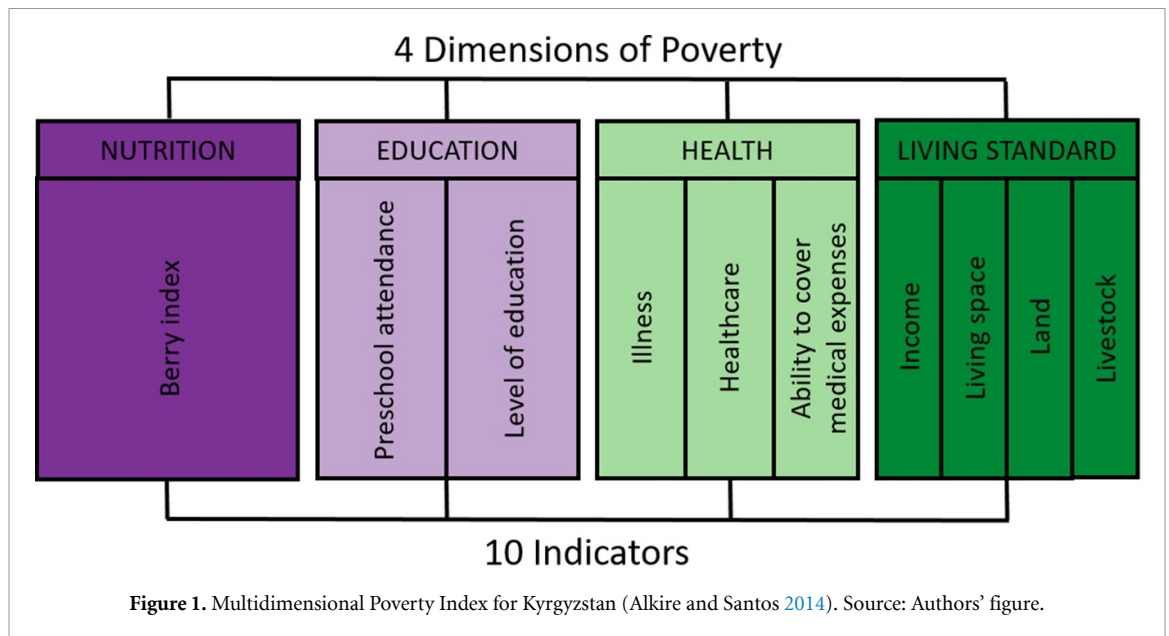 4 Dimensions of Poverty
NUTRITION
EDUCATION
HEALTH
LIVING STANDARD
Berry index
Preschool attendance
Level of education
Illness
Healthcare
Ability to cover
medical expenses
Income
Living space
Land
Livestock
10 Indicators
Figure 1. Multidimensional Poverty Index for Kyrgyzstan (Alkire and Santos 2014). Source: Authors’ figure.